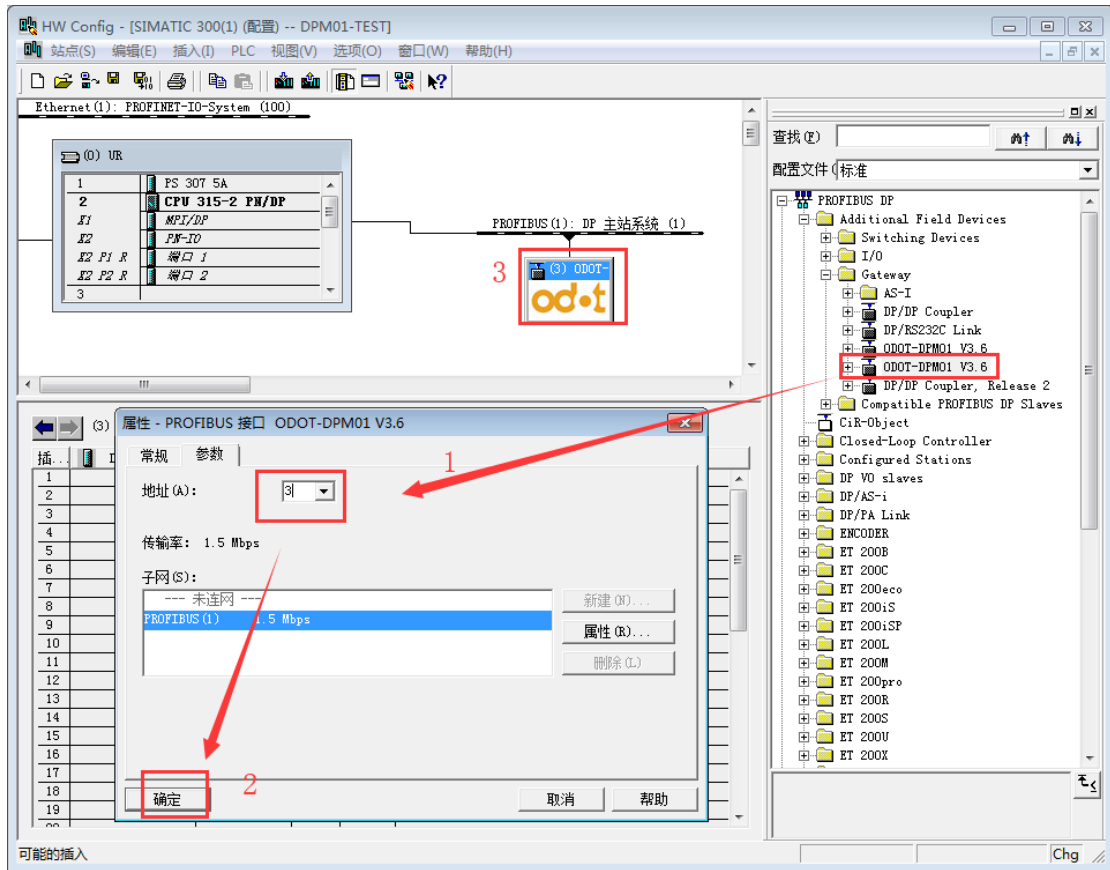 HW Config - [SIMATIC 300(1) (配置) -- DPM01-TEST]
站点(S) 编辑(E) 插入(I) PLC 视图(V) 选项(O) 窗口(W) 帮助(H)
Ethernet(1): PROFINET-IO-System (100)
(0) UR
1 PS 307 5A
2 CPU 315-2 PN/DP
X1 MPI/DP
X2 PN-IO
X2 P1 R 端口 1
X2 P2 R 端口 2
3
PROFIBUS(1): DP 主站系统 (1)
3
(3) ODOT-
odot
查找(F)
配置文件(
标准
PROFIBUS DP
Additional Field Devices
Switching Devices
I/O
Gateway
AS-I
DP/DP Coupler
DP/RS232C Link
ODOT-DPM01 V3.6
ODOT-DPM01 V3.6
DP/DP Coupler, Release 2
Compatible PROFIBUS DP Slaves
CiR-Object
Closed-Loop Controller
Configured Stations
DP V0 slaves
DP/AS-i
DP/PA Link
ENCODER
ET 200B
ET 200C
ET 200eco
ET 200iS
ET 200iSP
ET 200L
ET 200M
ET 200pro
ET 200R
ET 200S
ET 200U
ET 200X
(3)
插...
1
2
3
4
5
6
7
8
9
10
11
12
13
14
15
16
17
18
19
属性 - PROFIBUS 接口 ODOT-DPM01 V3.6
常规 参数
1
地址(A):
3
传输率: 1.5 Mbps
子网(S):
--- 未连网 ---
PROFIBUS(1) 1.5 Mbps
新建(N)...
属性(R)...
删除(L)
2
确定
取消
帮助
可能的插入
Chg